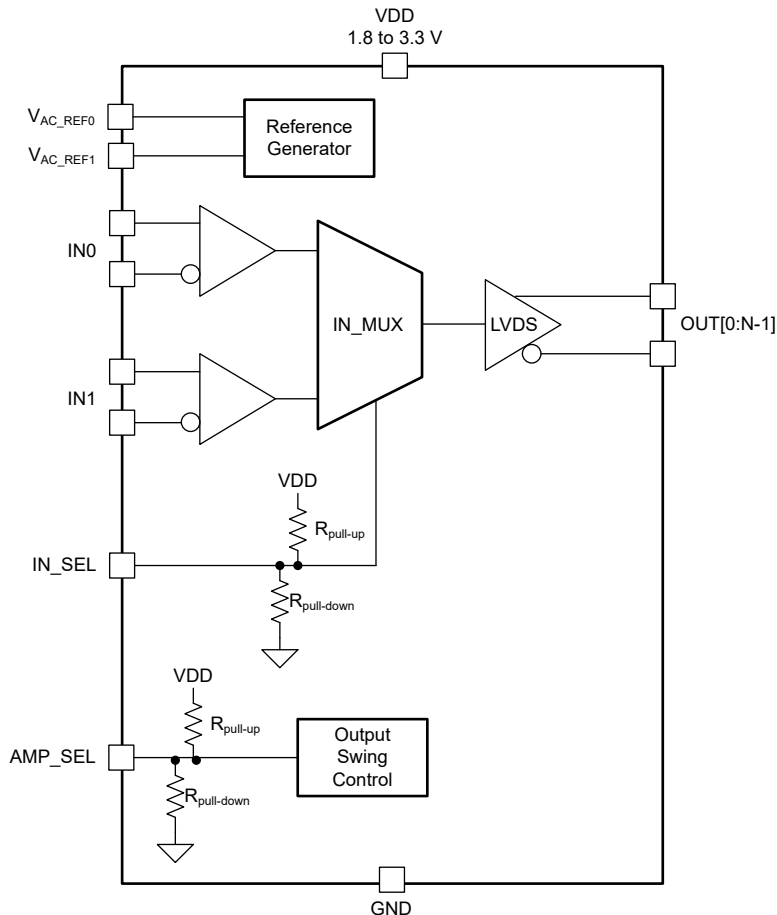 VDD
1.8 to 3.3 V
VAC_REF0
Reference
Generator
VAC_REF1
IN0
IN_MUX
LVDS
OUT[0:N-1]
IN1
VDD
Rpull-up
IN_SEL
Rpull-down
VDD
Rpull-up
AMP_SEL
Output
Swing
Control
Rpull-down
GND